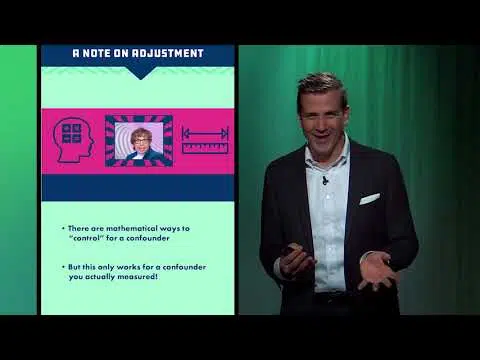 A NOTE ON ADJUSTMENT
• There are mathematical ways to
"control" for a confounder
• But this only works for a confounder
you actually measured!